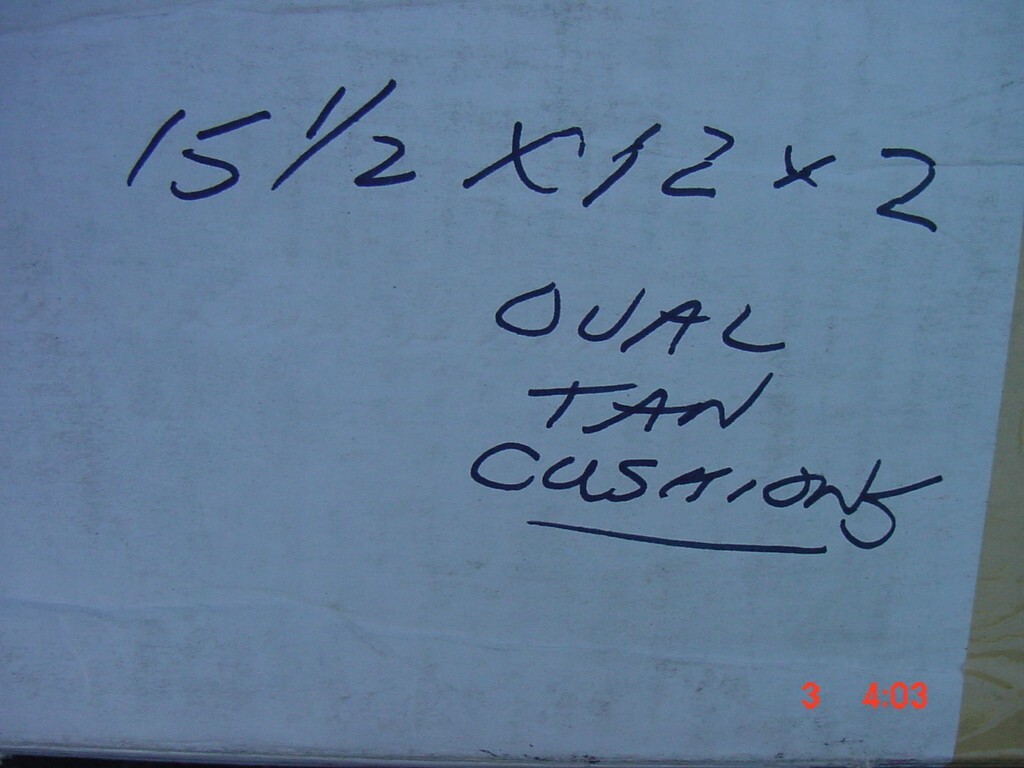 15 1/2 X 12 x 2
OVAL
TAN
CUSHIONS
3 4:03